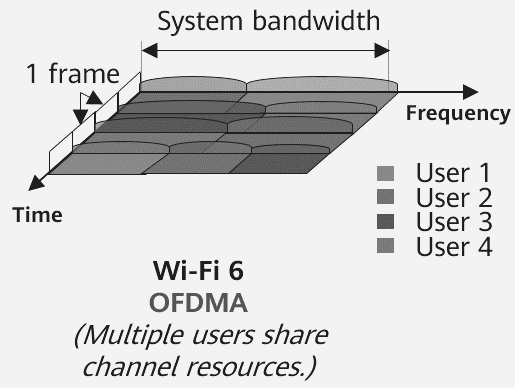 System bandwidth
1 frame
Frequency
Time
User 1
User 2
User 3
User 4
Wi-Fi 6
OFDMA
(Multiple users share
channel resources.)